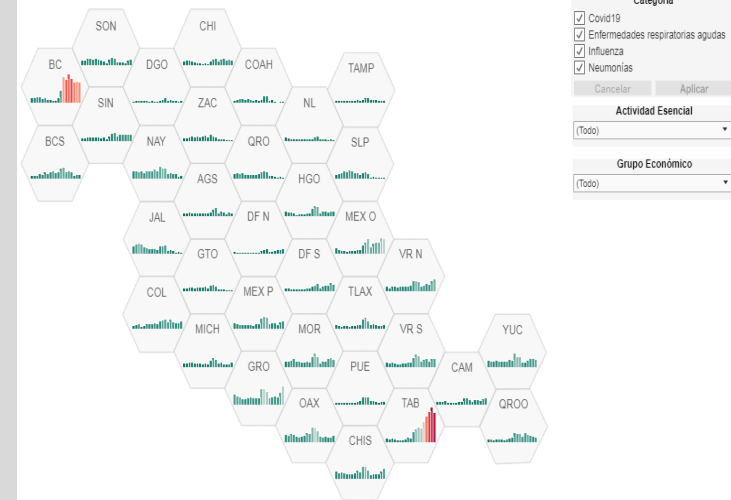 Categoría
Covid19
Enfermedades respiratorias agudas
Influenza
Neumonías
Cancelar
Aplicar
Actividad Esencial
(Todo)
Grupo Económico
(Todo)
SON
CHI
BC
DGO
COAH
TAMP
SIN
ZAC
NL
BCS
NAY
QRO
SLP
AGS
HGO
JAL
DF N
MEX O
GTO
DF S
VR N
COL
MEX P
TLAX
MICH
MOR
VR S
YUC
GRO
PUE
CAM
OAX
TAB
QROO
CHIS